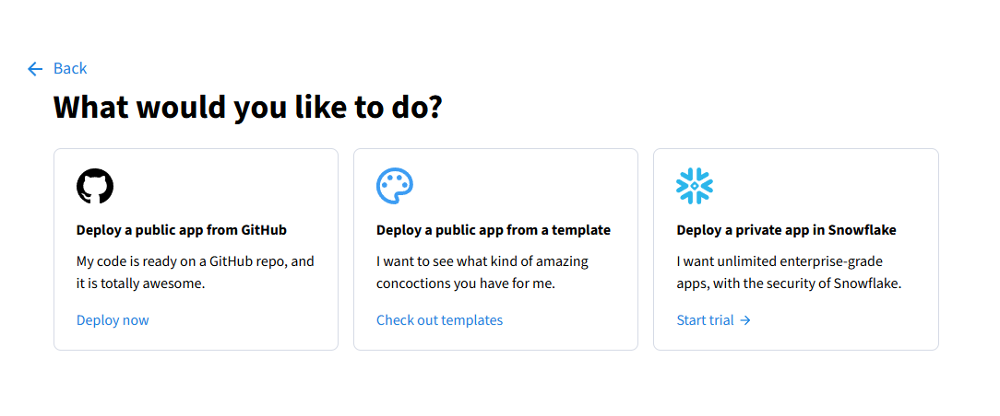 Back
What would you like to do?
Deploy a public app from GitHub
My code is ready on a GitHub repo, and
it is totally awesome.
Deploy now
Deploy a public app from a template
I want to see what kind of amazing
concoctions you have for me.
Check out templates
Deploy a private app in Snowflake
I want unlimited enterprise-grade
apps, with the security of Snowflake.
Start trial